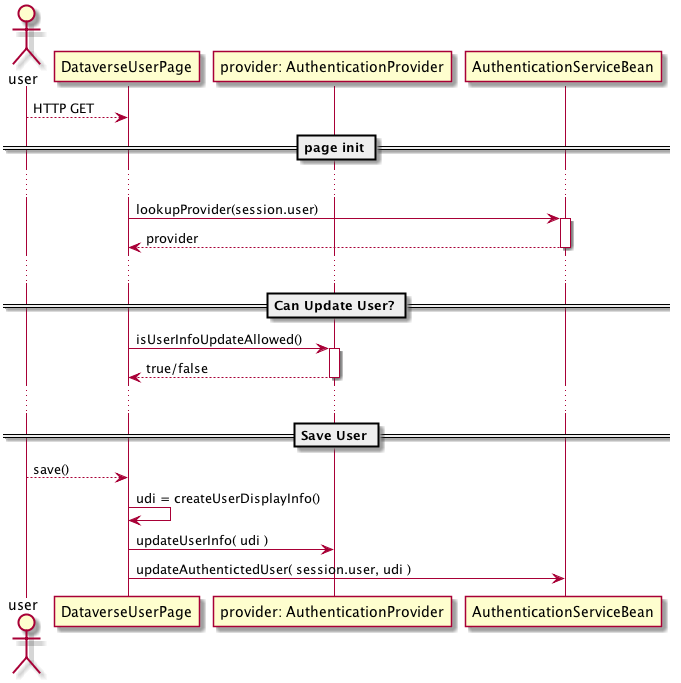 user
DataverseUserPage
provider: AuthenticationProvider
AuthenticationServiceBean
HTTP GET
page init
lookupProvider(session.user)
provider
Can Update User?
isUserInfoUpdateAllowed()
true/false
Save User
save()
udi = createUserDisplayInfo()
updateUserInfo( udi )
updateAuthentictedUser( session.user, udi )
user
DataverseUserPage
provider: AuthenticationProvider
AuthenticationServiceBean